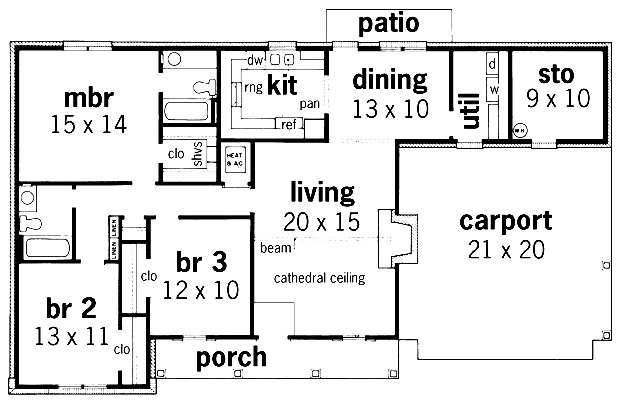 patio
mbr
15 x 14
dw
kit
rng
pan
ref
dining
13 x 10
util
d
w
sto
9 x 10
WH
clo
shvs
HEAT
& AC
living
20 x 15
beam
cathedral ceiling
carport
21 x 20
LINEN
LINEN
clo
br 3
12 x 10
br 2
13 x 11
clo
porch